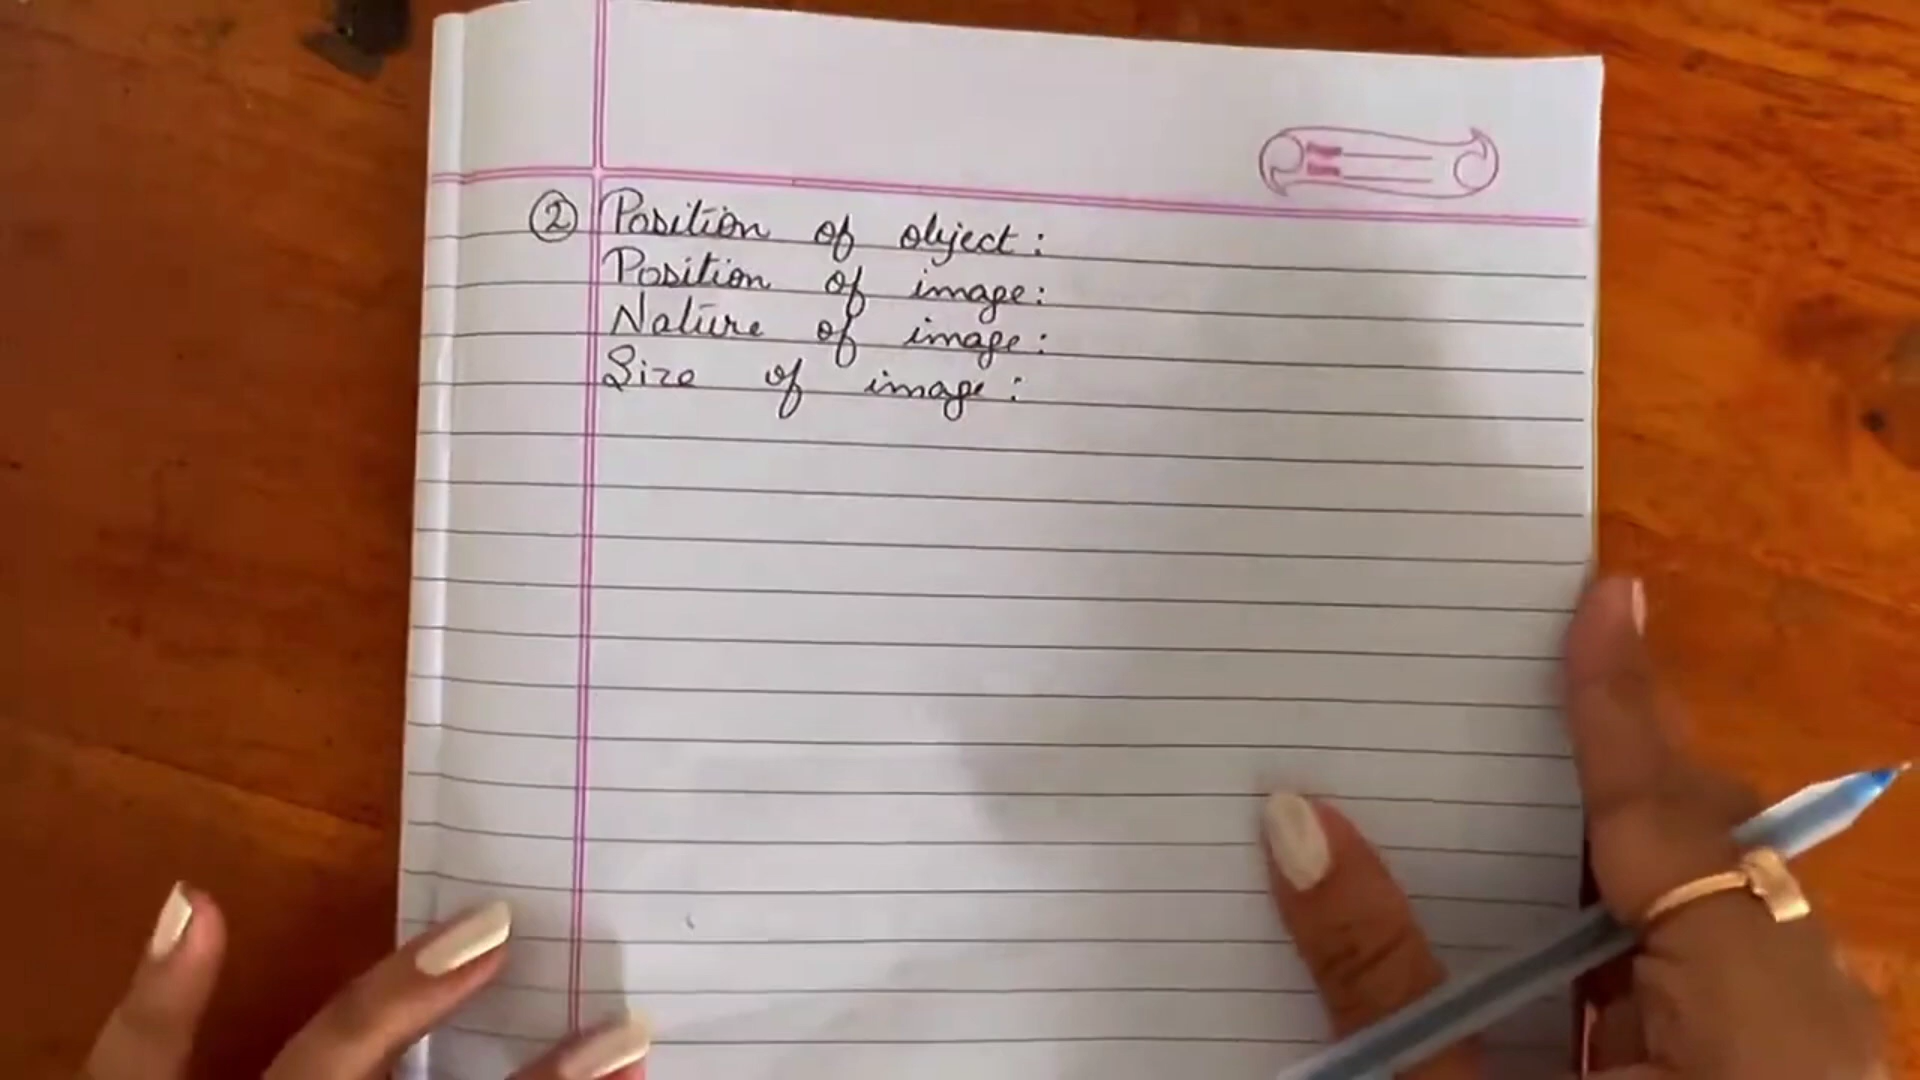 ② Position of object:
Position of image:
Nature of image:
Size of image: